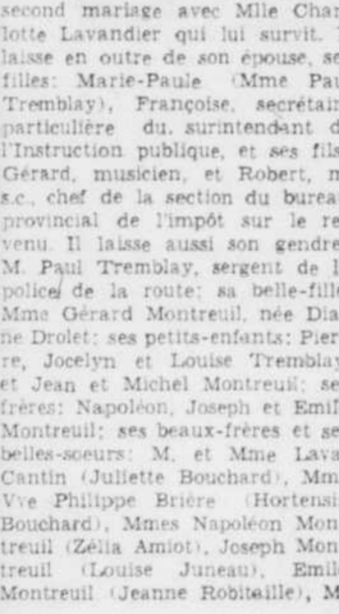 second mariage avec Mlle Char
lotte Lavandier qui lui survit.
laisse en outre de son épouse, se
filles: Marie-Paule (Mme Pau
Tremblay), Françoise, secrétair
particulière du. surintendant d
l'Instruction publique, et ses fils
Gérard, musicien, et Robert, m
s.c., chef de la section du burea
provincial de l'impôt sur le re
venu. Il laisse aussi son gendre
M. Paul Tremblay, sergent de l
police de la route; sa belle-fille
Mme Gérard Montreuil, née Dia
ne Drolet; ses petits-enfants: Pier
re, Jocelyn et Louise Tremblay
et Jean et Michel Montreuil; se
frères: Napoléon, Joseph et Emil
Montreuil; ses beaux-frères et se
belles-soeurs: M. et Mme Lava
Cantin (Juliette Bouchard), Mm
Vve Philippe Brière (Hortensi
Bouchard), Mmes Napoléon Mon
treuil (Zélia Amiot), Joseph Mon
treuil (Louise Juneau), Emil
Montreuil (Jeanne Robitaille), M